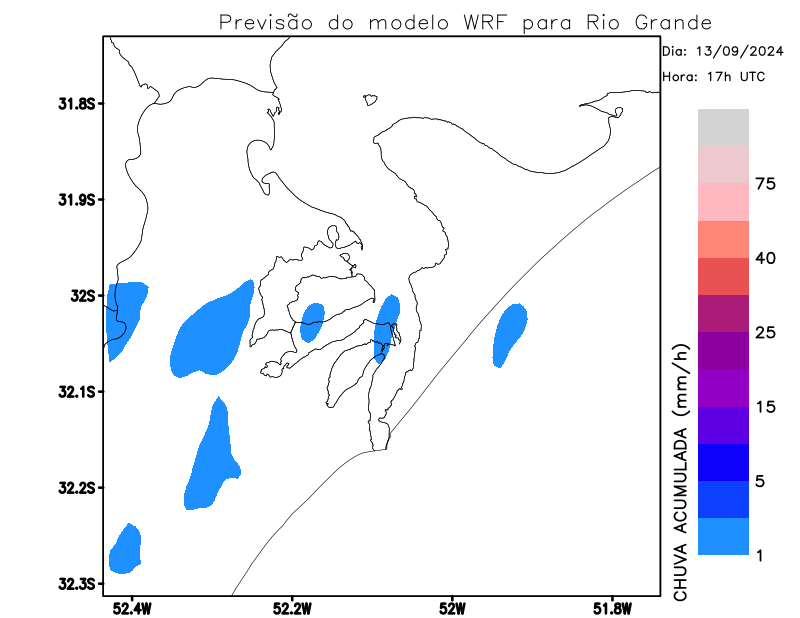 Previsão do modelo WRF para Rio Grande
Dia: 13/09/2024
Hora: 17h UTC
31.8S
31.9S
32S
32.1S
32.2S
32.3S
52.4W
52.2W
52W
51.8W
CHUVA ACUMULADA (mm/h)
75
40
25
15
5
1